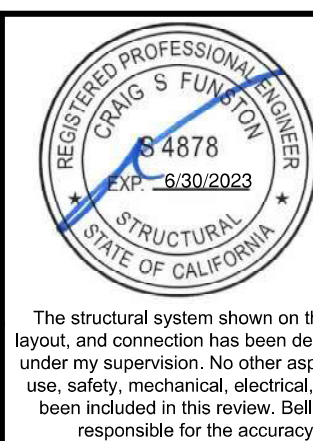 REGISTERED PROFESSIONAL ENGINEER
CRAIG S FUNSTON
S 4878
EXP. 6/30/2023
STRUCTURAL
STATE OF CALIFORNIA
The structural system shown on th
layout, and connection has been de
under my supervision. No other asp
use, safety, mechanical, electrical,
been included in this review. Bell
responsible for the accuracy